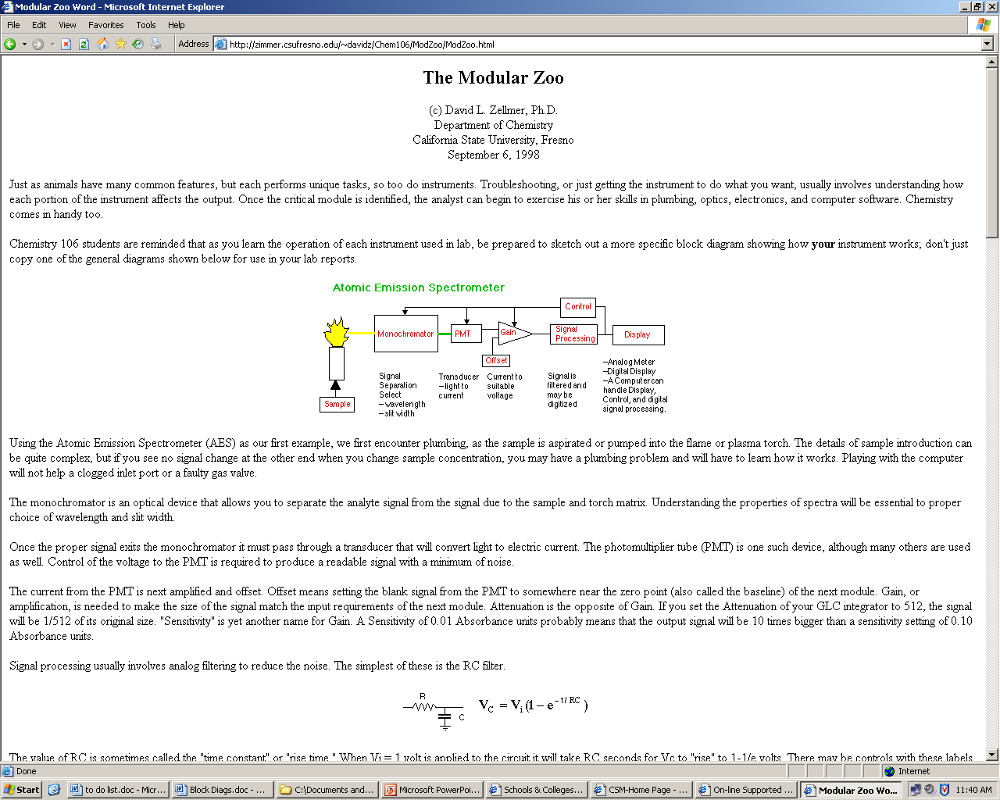 Modular Zoo Word - Microsoft Internet Explorer
File Edit View Favorites Tools Help
Address http://zimmer.csufresno.edu/~davidz/Chem106/ModZoo/ModZoo.html
The Modular Zoo
(c) David L. Zellmer, Ph.D.
Department of Chemistry
California State University, Fresno
September 6, 1998
Just as animals have many common features, but each performs unique tasks, so too do instruments. Troubleshooting, or just getting the instrument to do what you want, usually involves understanding how
each portion of the instrument affects the output. Once the critical module is identified, the analyst can begin to exercise his or her skills in plumbing, optics, electronics, and computer software. Chemistry
comes in handy too.
Chemistry 106 students are reminded that as you learn the operation of each instrument used in lab, be prepared to sketch out a more specific block diagram showing how your instrument works; don't just
copy one of the general diagrams shown below for use in your lab reports.
Atomic Emission Spectrometer
Control
Monochromator
PMT
Gain
Signal
Processing
Display
Offset
Sample
Signal
Separation
Select
–wavelength
–slit width
Transducer
–light to
current
Current to
suitable
voltage
Signal is
filtered and
may be
digitized
–Analog Meter
–Digital Display
–A Computer can
handle Display,
Control, and digital
signal processing.
Using the Atomic Emission Spectrometer (AES) as our first example, we first encounter plumbing, as the sample is aspirated or pumped into the flame or plasma torch. The details of sample introduction can
be quite complex, but if you see no signal change at the other end when you change sample concentration, you may have a plumbing problem and will have to learn how it works. Playing with the computer
will not help a clogged inlet port or a faulty gas valve.
The monochromator is an optical device that allows you to separate the analyte signal from the signal due to the sample and torch matrix. Understanding the properties of spectra will be essential to proper
choice of wavelength and slit width.
Once the proper signal exits the monochromator it must pass through a transducer that will convert light to electric current. The photomultiplier tube (PMT) is one such device, although many others are used
as well. Control of the voltage to the PMT is required to produce a readable signal with a minimum of noise.
The current from the PMT is next amplified and offset. Offset means setting the blank signal from the PMT to somewhere near the zero point (also called the baseline) of the next module. Gain, or
amplification, is needed to make the size of the signal match the input requirements of the next module. Attenuation is the opposite of Gain. If you set the Attenuation of your GLC integrator to 512, the signal
will be 1/512 of its original size. "Sensitivity" is yet another name for Gain. A Sensitivity of 0.01 Absorbance units probably means that the output signal will be 10 times bigger than a sensitivity setting of 0.10
Absorbance units.
Signal processing usually involves analog filtering to reduce the noise. The simplest of these is the RC filter.
R
C
V_C = V_i (1 − e^(−t / RC))
The value of RC is sometimes called the "time constant" or "rise time." When Vi = 1 volt is applied to the circuit it will take RC seconds for Vc to "rise" to 1-1/e volts. There may be controls with these labels
Done
Internet
Start
to do list.doc - Micr...
Block Diags.doc - ...
C:\Documents and...
Microsoft PowerPoi...
Schools & Colleges...
CSM-Home Page - ...
On-line Supported ...
Modular Zoo Wo...
11:40 AM